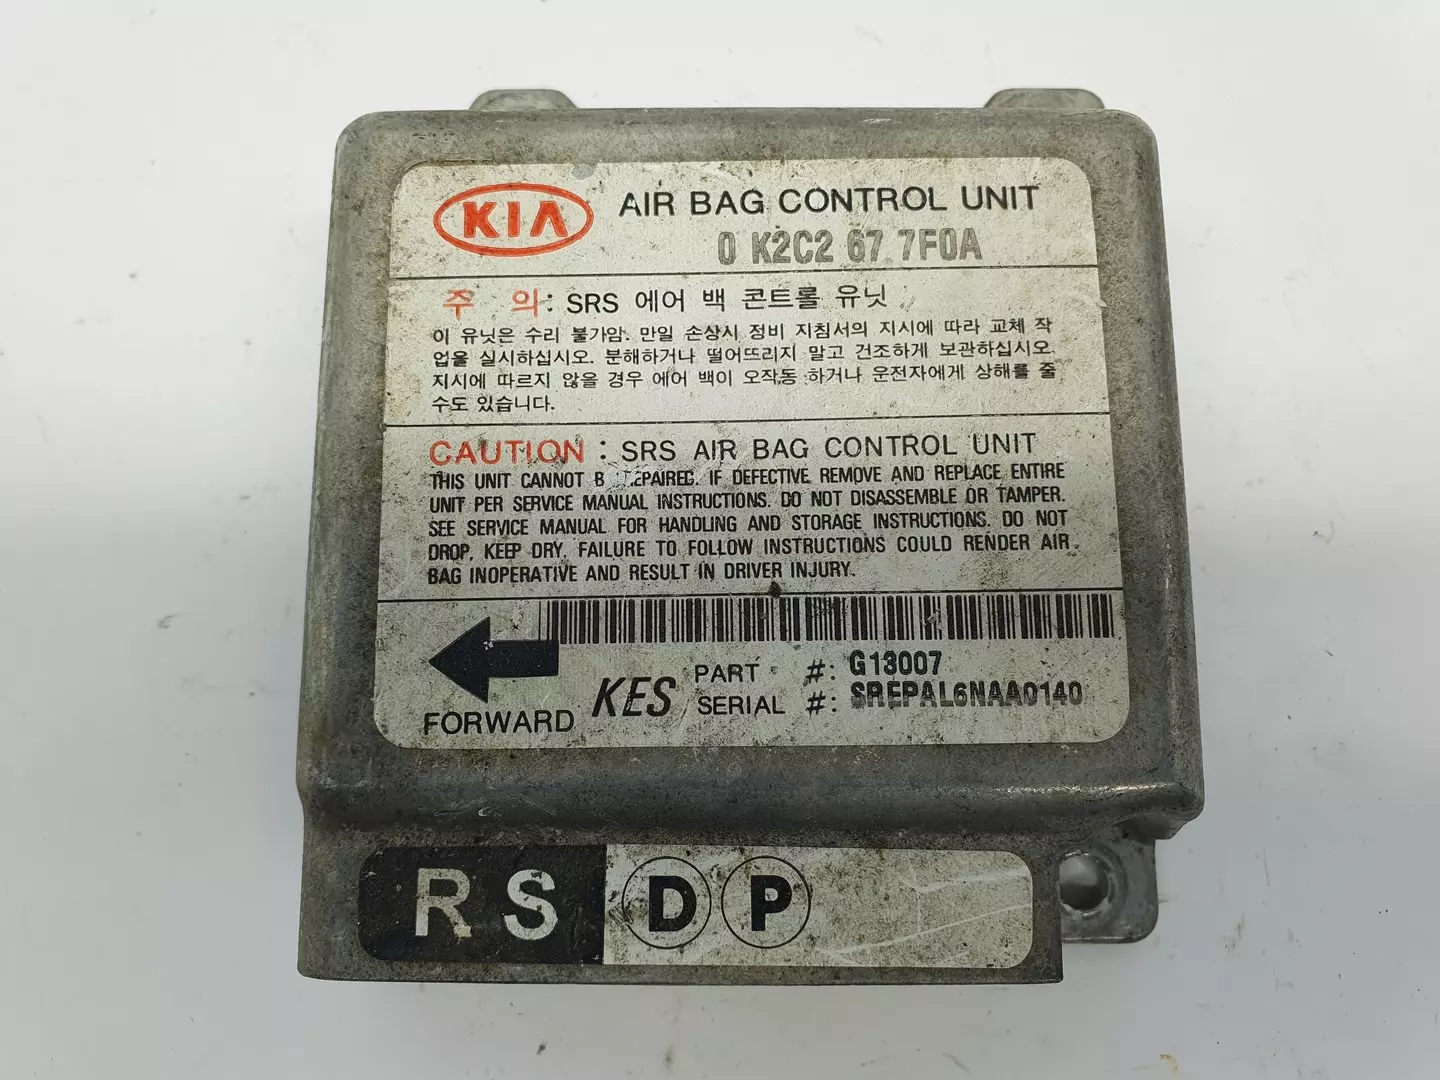 KIA AIR BAG CONTROL UNIT
0 K2C2 67 7F0A
주 의: SRS 에어 백 콘트롤 유닛
이 유닛은 수리 불가암. 만일 손상시 정비 지침서의 지시에 따라 교체 작
업을 실시하십시오. 분해하거나 떨어뜨리지 말고 건조하게 보관하십시오.
지시에 따르지 않을 경우 에어 백이 오작동 하거나 운전자에게 상해를 줄
수도 있습니다.
CAUTION : SRS AIR BAG CONTROL UNIT
THIS UNIT CANNOT B REPAIRED. IF DEFECTIVE REMOVE AND REPLACE ENTIRE
UNIT PER SERVICE MANUAL INSTRUCTIONS. DO NOT DISASSEMBLE OR TAMPER.
SEE SERVICE MANUAL FOR HANDLING AND STORAGE INSTRUCTIONS. DO NOT
DROP, KEEP DRY. FAILURE TO FOLLOW INSTRUCTIONS COULD RENDER AIR
BAG INOPERATIVE AND RESULT IN DRIVER INJURY.
PART #: G13007
KES SERIAL #: SREPAL6NAA0140
FORWARD
R S D P